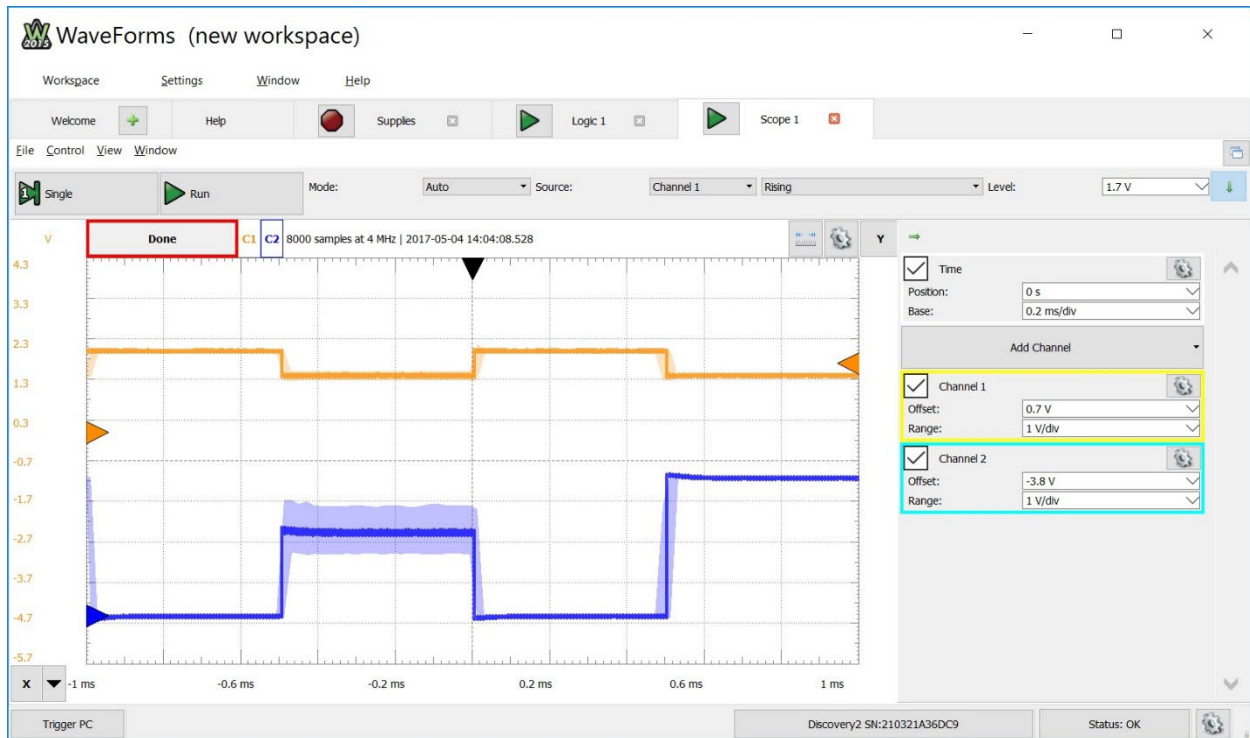 W 2015 WaveForms (new workspace)
Workspace Settings Window Help
Welcome Help Supplies Logic 1 Scope 1
File Control View Window
1 Single Run Mode: Auto Source: Channel 1 Rising Level: 1.7 V
V Done C1 C2 8000 samples at 4 MHz | 2017-05-04 14:04:08.528 Y
4.3
3.3
2.3
1.3
0.3
-0.7
-1.7
-2.7
-3.7
-4.7
-5.7
X -1 ms -0.6 ms -0.2 ms 0.2 ms 0.6 ms 1 ms
Time
Position: 0 s
Base: 0.2 ms/div
Add Channel
Channel 1
Offset: 0.7 V
Range: 1 V/div
Channel 2
Offset: -3.8 V
Range: 1 V/div
Trigger PC Discovery2 SN:210321A36DC9 Status: OK